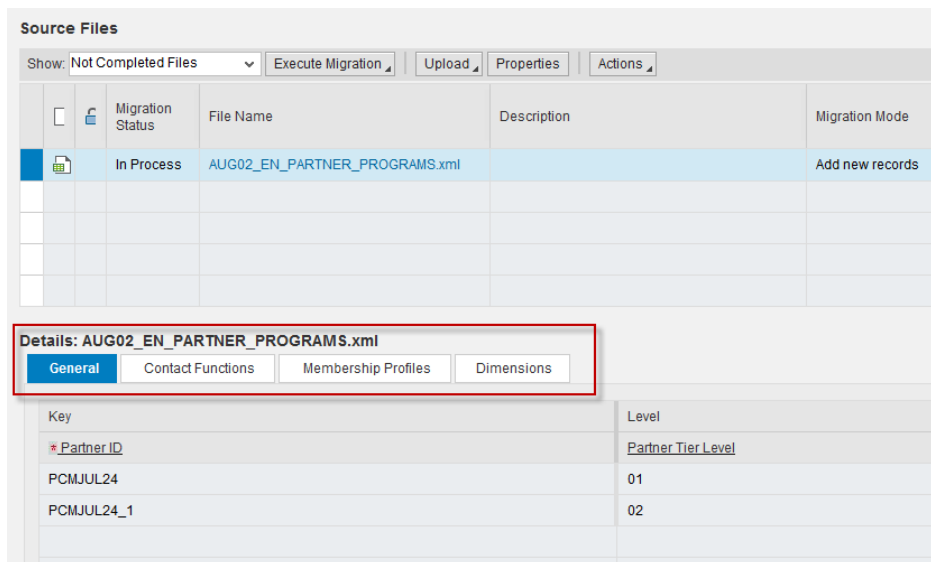 Source Files
Show: Not Completed Files Execute Migration Upload Properties Actions
Migration Status File Name Description Migration Mode
In Process AUG02_EN_PARTNER_PROGRAMS.xml Add new records
Details: AUG02_EN_PARTNER_PROGRAMS.xml
General Contact Functions Membership Profiles Dimensions
Key Level
* Partner ID Partner Tier Level
PCMJUL24 01
PCMJUL24_1 02